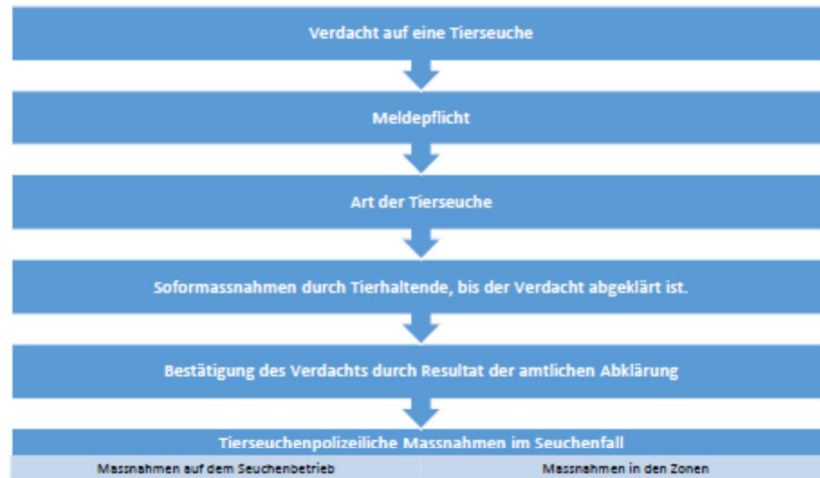 Verdacht auf eine Tierseuche
Meldepflicht
Art der Tierseuche
Soformassnahmen durch Tierhaltende, bis der Verdacht abgeklärt ist.
Bestätigung des Verdachts durch Resultat der amtlichen Abklärung
Tierseuchenpolizeiliche Massnahmen im Seuchenfall
Massnahmen auf dem Seuchenbetrieb
Massnahmen in den Zonen